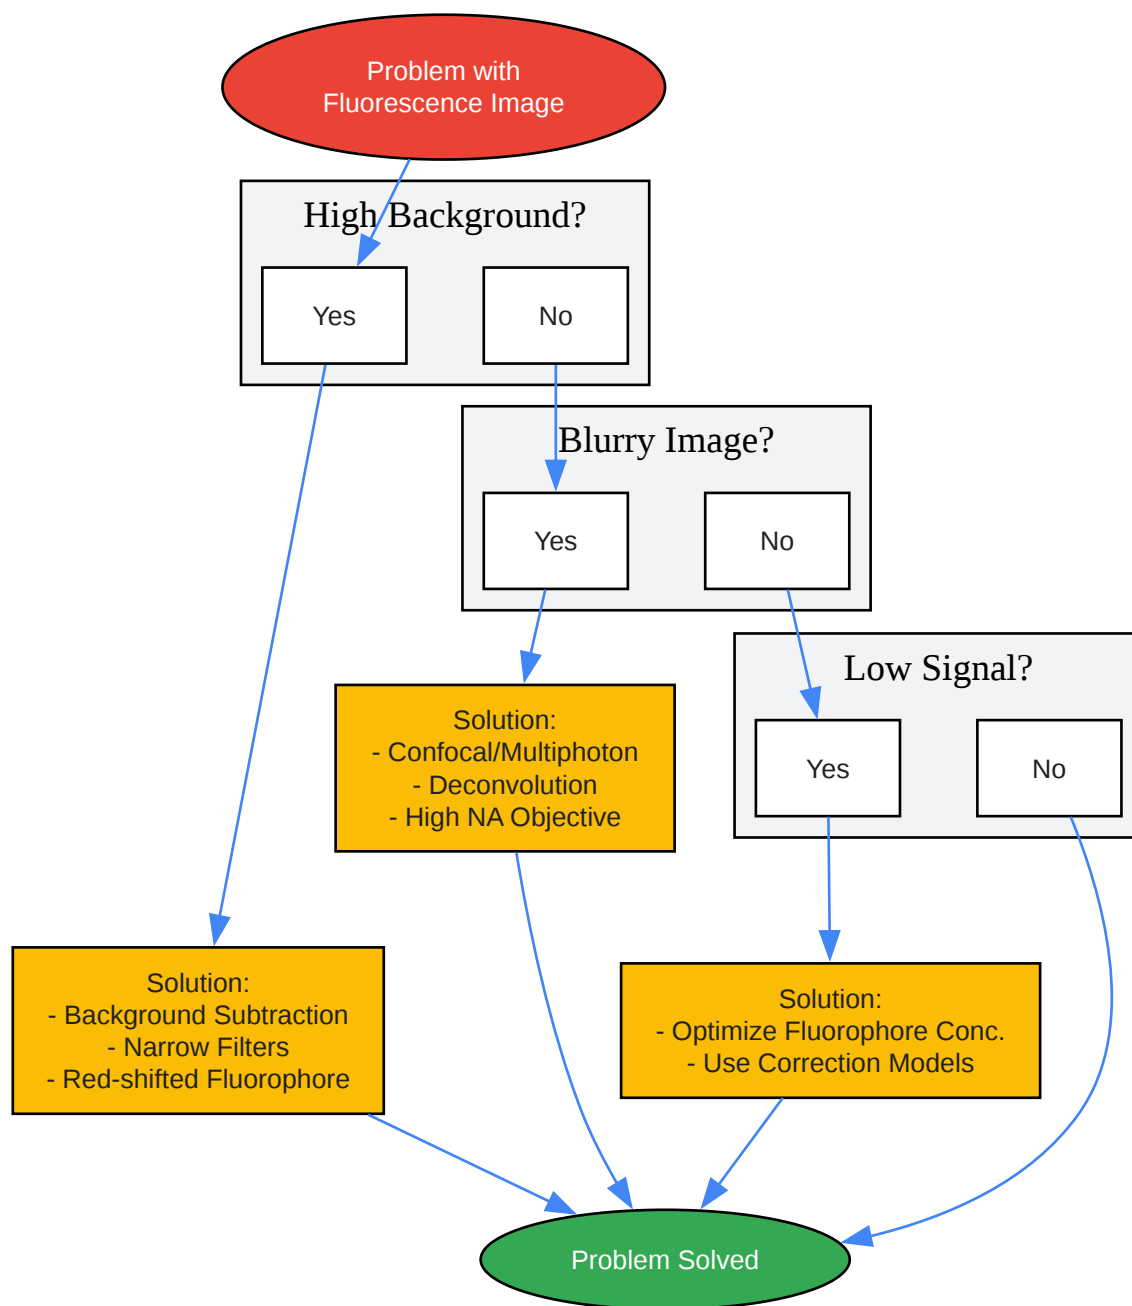 Problem with
Fluorescence Image
High Background?
Yes
No
Blurry Image?
Yes
No
Low Signal?
Yes
No
Solution:
- Confocal/Multiphoton
- Deconvolution
- High NA Objective
Solution:
- Background Subtraction
- Narrow Filters
- Red-shifted Fluorophore
Solution:
- Optimize Fluorophore Conc.
- Use Correction Models
Problem Solved